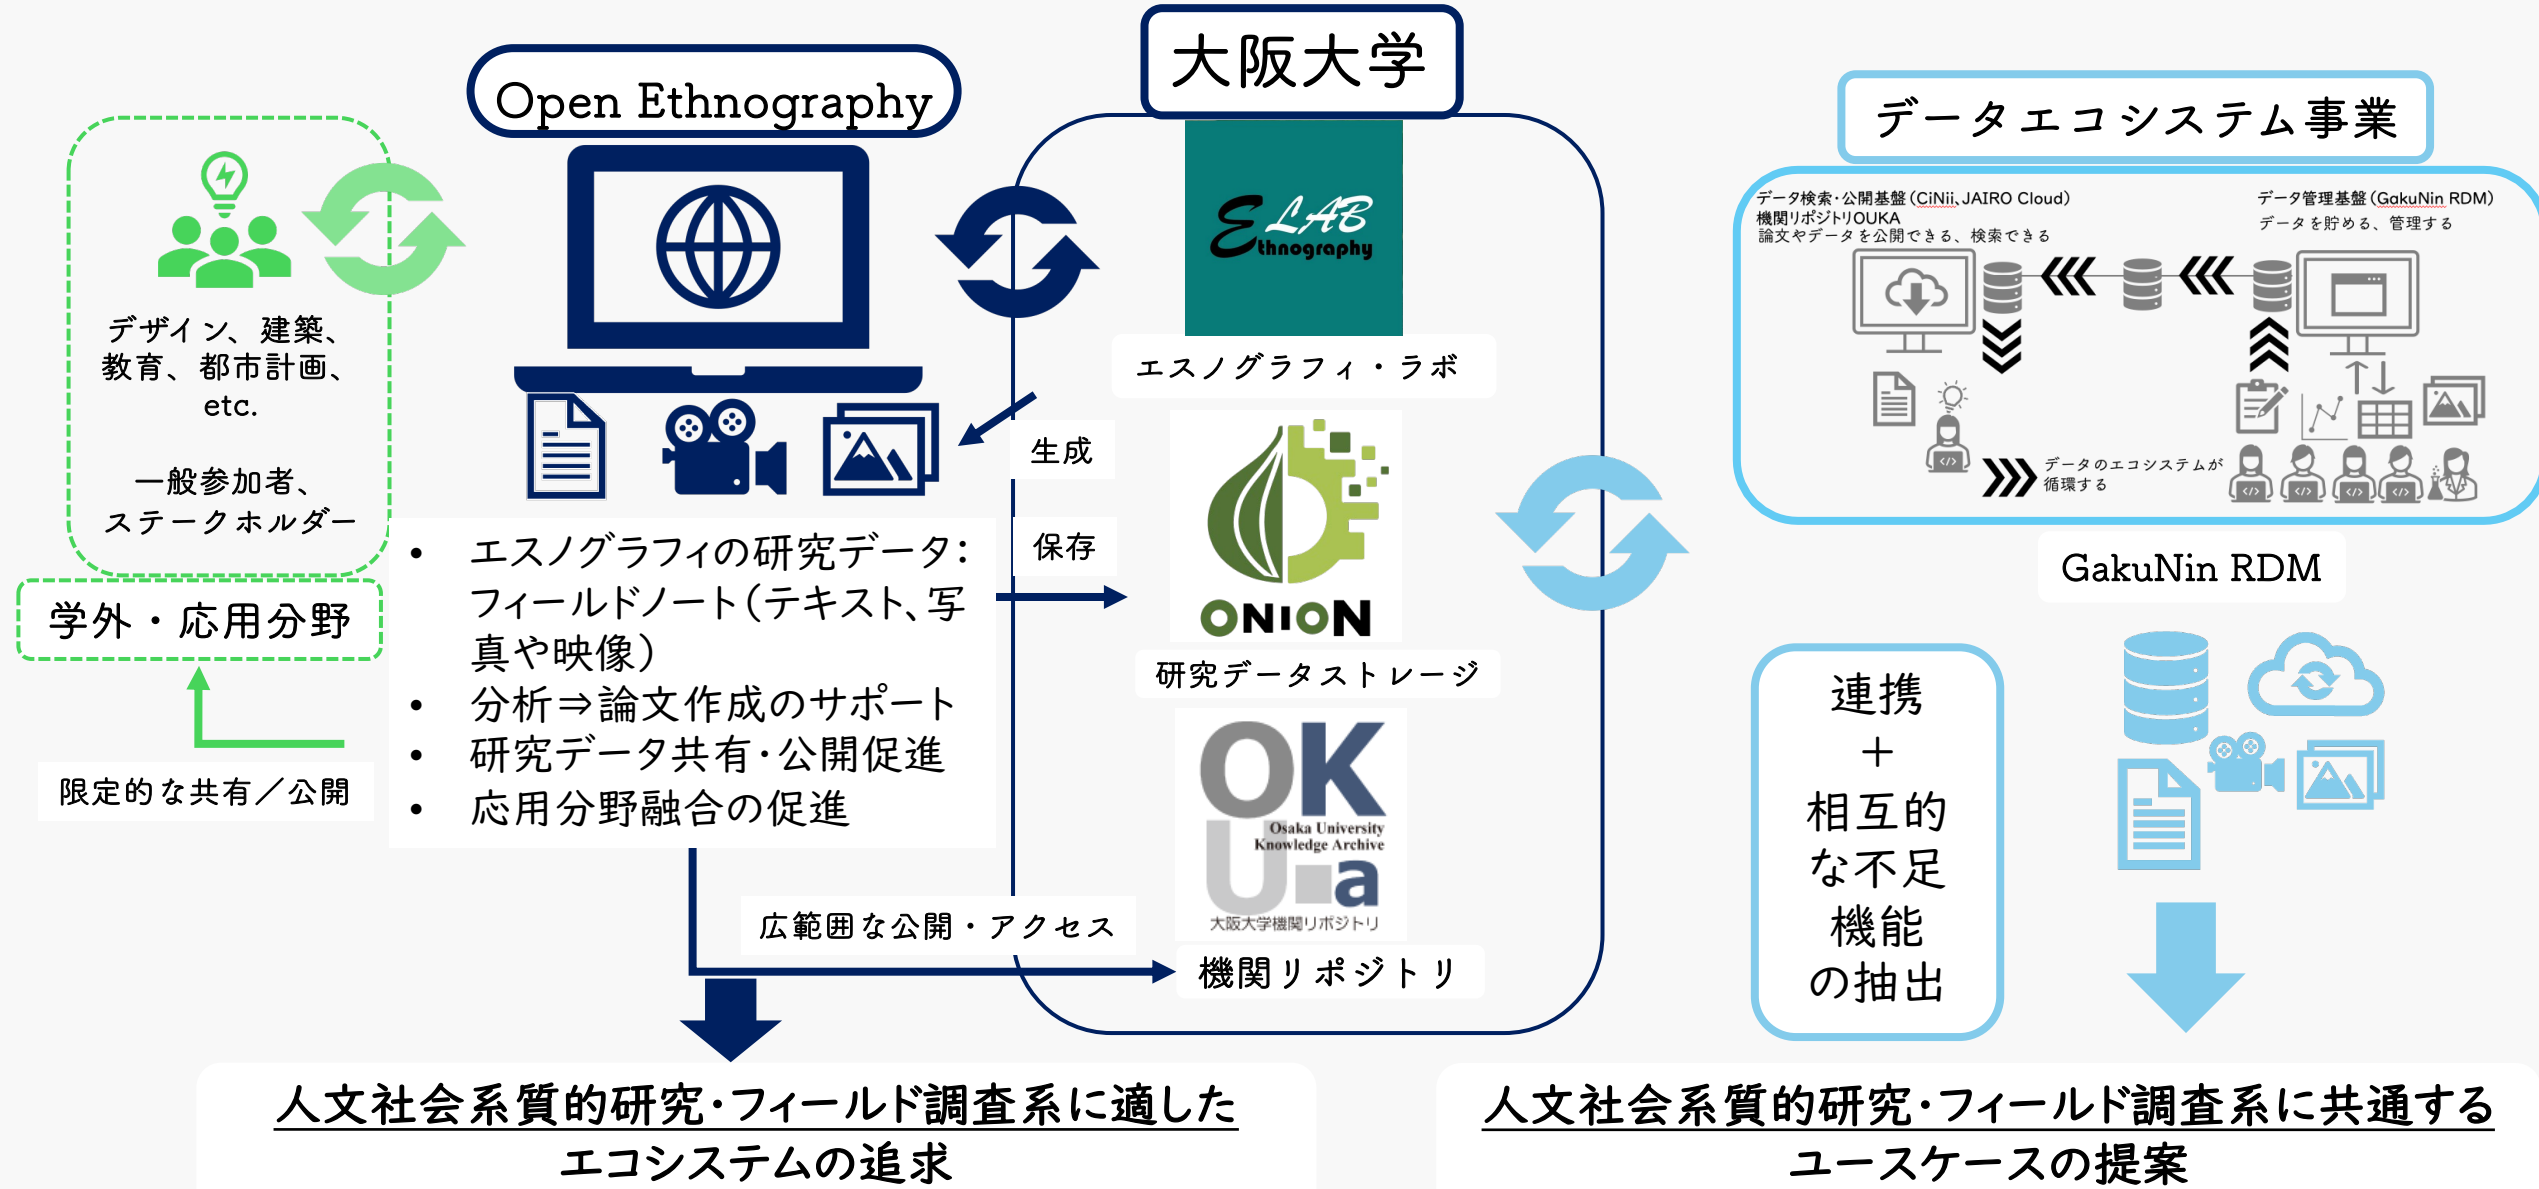 大阪大学
Open Ethnography
データエコシステム事業
デザイン、建築、
教育、都市計画、
etc.
一般参加者、
ステークホルダー
学外・応用分野
限定的な共有／公開
• エスノグラフィの研究データ：
フィールドノート（テキスト、写
真や映像）
• 分析⇒論文作成のサポート
• 研究データ共有・公開促進
• 応用分野融合の促進
生成
保存
広範囲な公開・アクセス
E LAB
Ethnography
エスノグラフィ・ラボ
ONION
研究データストレージ
OUKA
Osaka University
Knowledge Archive
大阪大学機関リポジトリ
機関リポジトリ
データ検索・公開基盤（CiNii、JAIRO Cloud）
機関リポジトリOUKA
論文やデータを公開できる、検索できる
データ管理基盤（GakuNin RDM）
データを貯める、管理する
データのエコシステムが
循環する
GakuNin RDM
連携
＋
相互的
な不足
機能
の抽出
人文社会系質的研究・フィールド調査系に適した
エコシステムの追求
人文社会系質的研究・フィールド調査系に共通する
ユースケースの提案